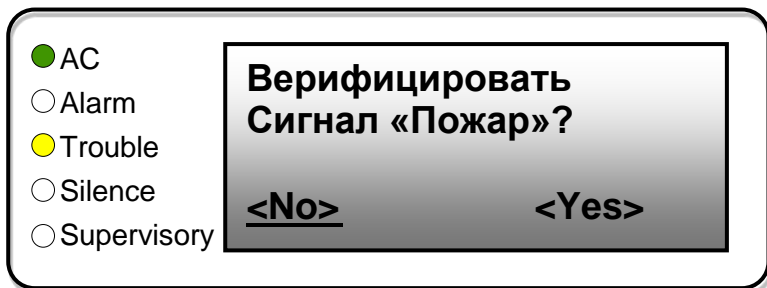 AC
Alarm
Trouble
Silence
Supervisory
Верифицировать
Сигнал «Пожар»?
<No> <Yes>